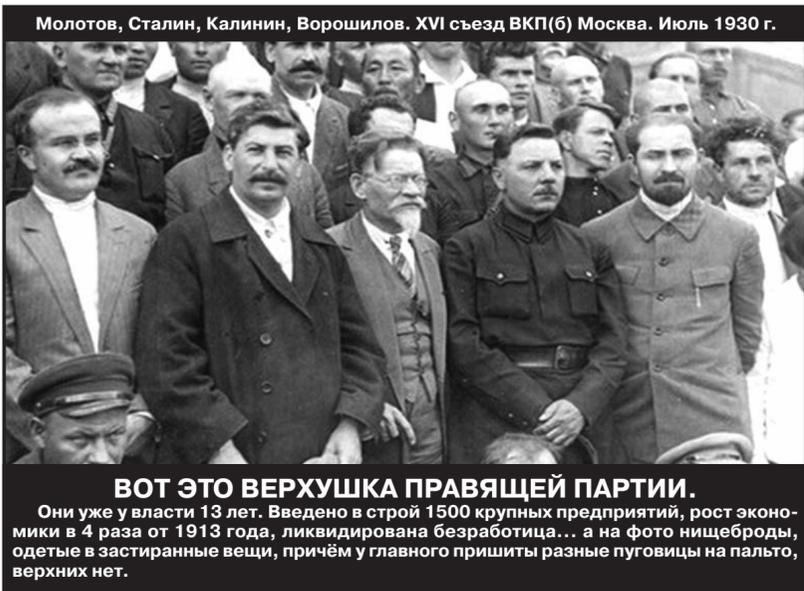 Молотов, Сталин, Калинин, Ворошилов. XVI съезд ВКП(б) Москва. Июль 1930 г.
ВОТ ЭТО ВЕРХУШКА ПРАВЯЩЕЙ ПАРТИИ.
Они уже у власти 13 лет. Введено в строй 1500 крупных предприятий, рост эконо-
мики в 4 раза от 1913 года, ликвидирована безработица... а на фото нищеброды,
одетые в застиранные вещи, причём у главного пришиты разные пуговицы на пальто,
верхних нет.